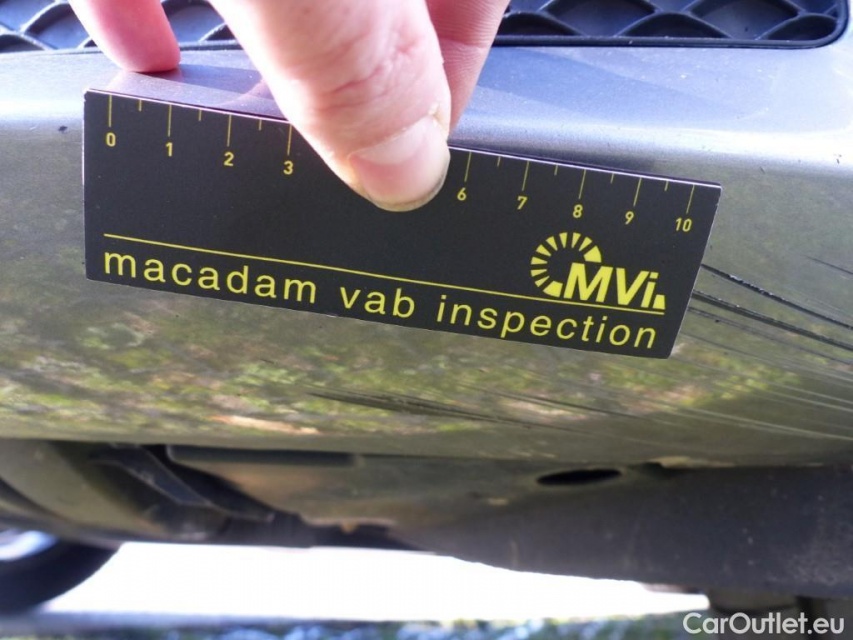 0 1 2 3 6 7 8 9 10
MVi
macadam vab inspection
CarOutlet.eu